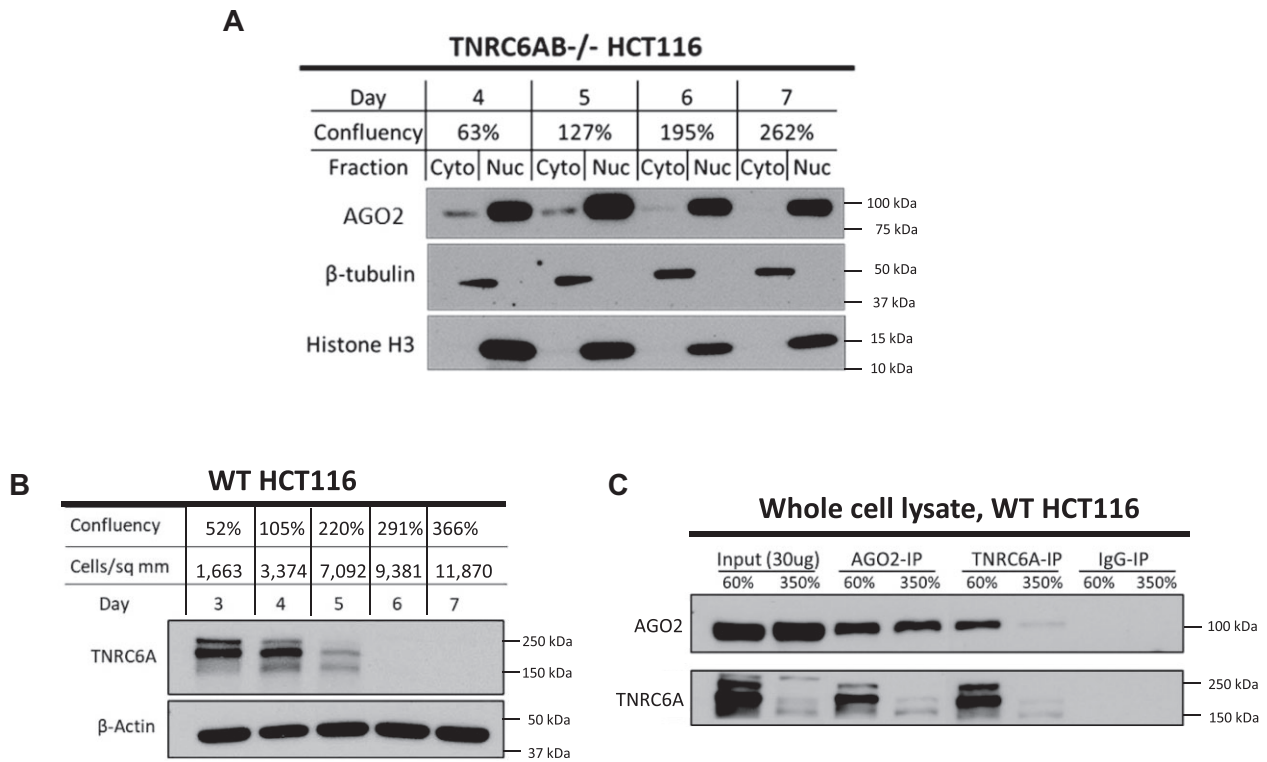 A
TNRC6AB-/- HCT116
Day 4 5 6 7
Confluency 63% 127% 195% 262%
Fraction Cyto Nuc Cyto Nuc Cyto Nuc Cyto Nuc
AGO2
100 kDa
75 kDa
β-tubulin
50 kDa
37 kDa
Histone H3
15 kDa
10 kDa
B
WT HCT116
Confluency 52% 105% 220% 291% 366%
Cells/sq mm 1,663 3,374 7,092 9,381 11,870
Day 3 4 5 6 7
TNRC6A
250 kDa
150 kDa
β-Actin
50 kDa
37 kDa
C
Whole cell lysate, WT HCT116
Input (30ug) AGO2-IP TNRC6A-IP IgG-IP
60% 350% 60% 350% 60% 350% 60% 350%
AGO2
100 kDa
TNRC6A
250 kDa
150 kDa